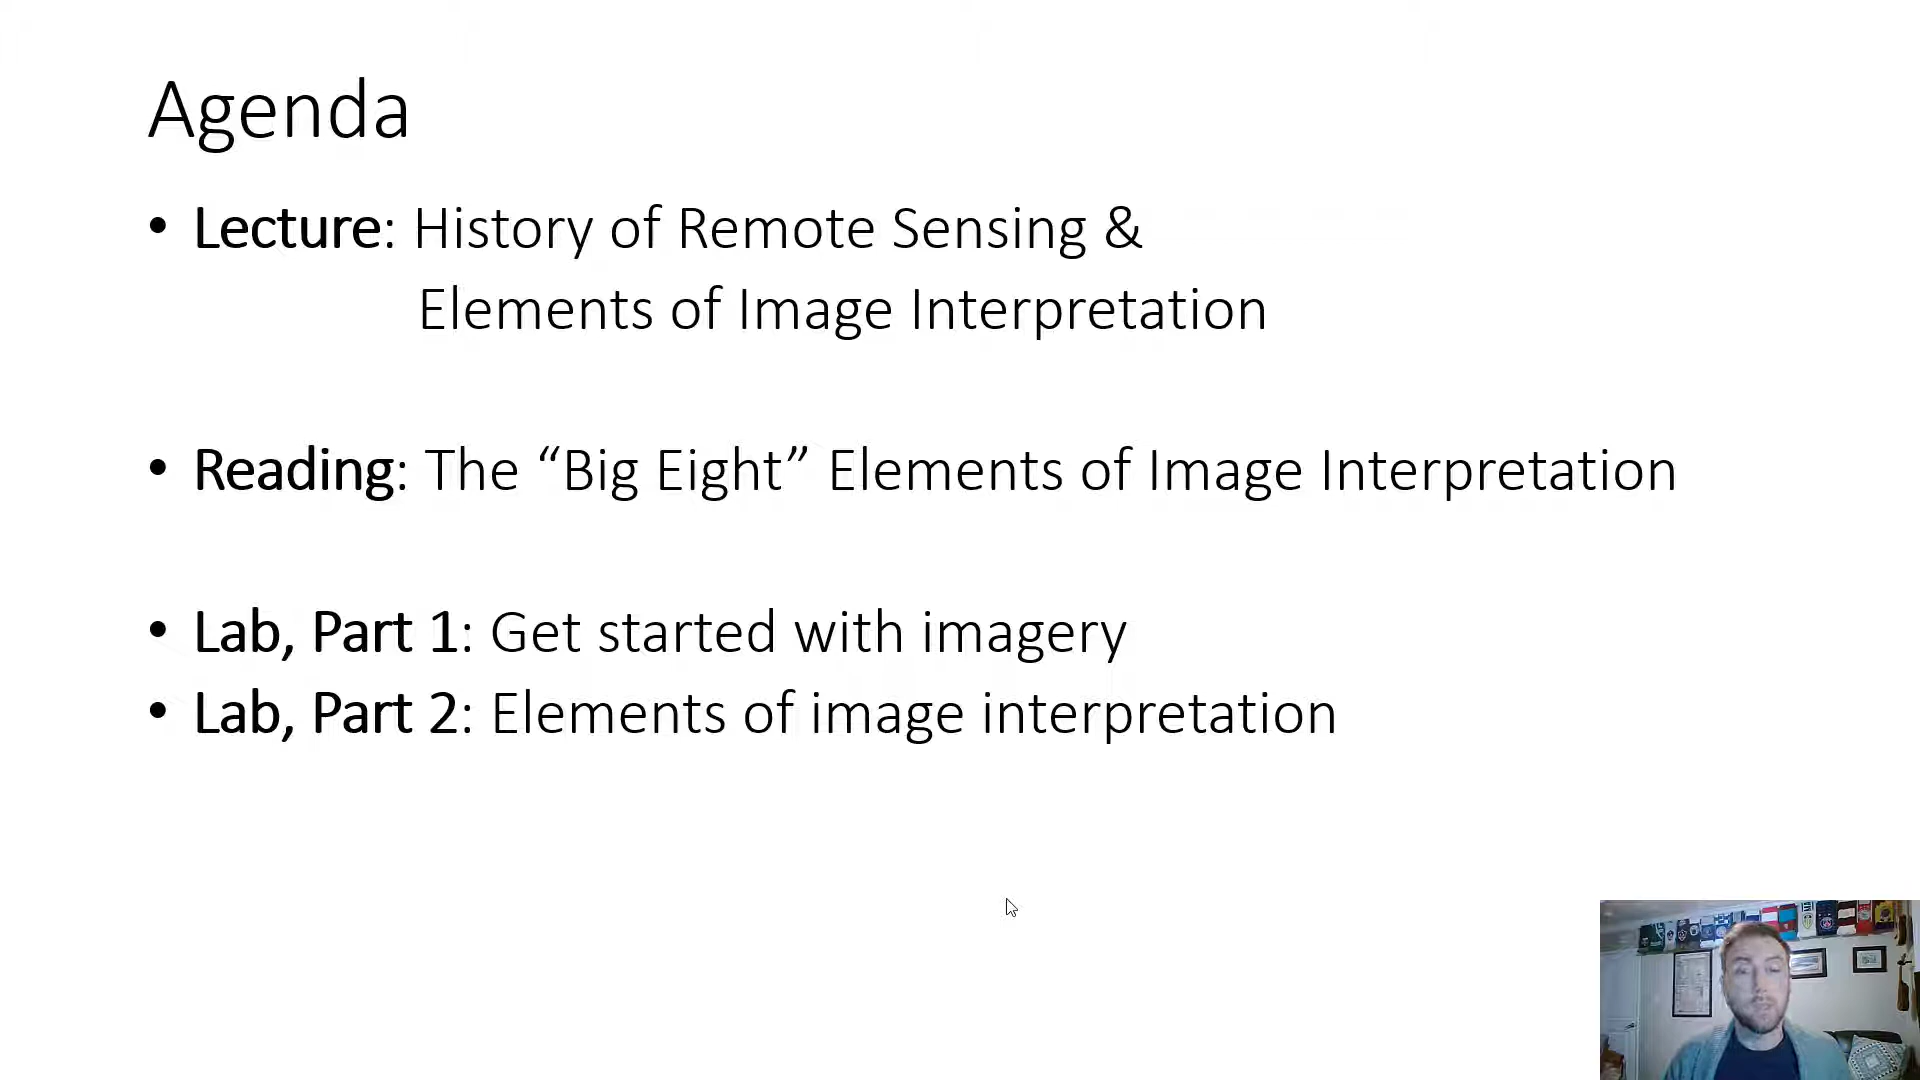 Agenda
• Lecture: History of Remote Sensing &
Elements of Image Interpretation
• Reading: The “Big Eight” Elements of Image Interpretation
• Lab, Part 1: Get started with imagery
• Lab, Part 2: Elements of image interpretation